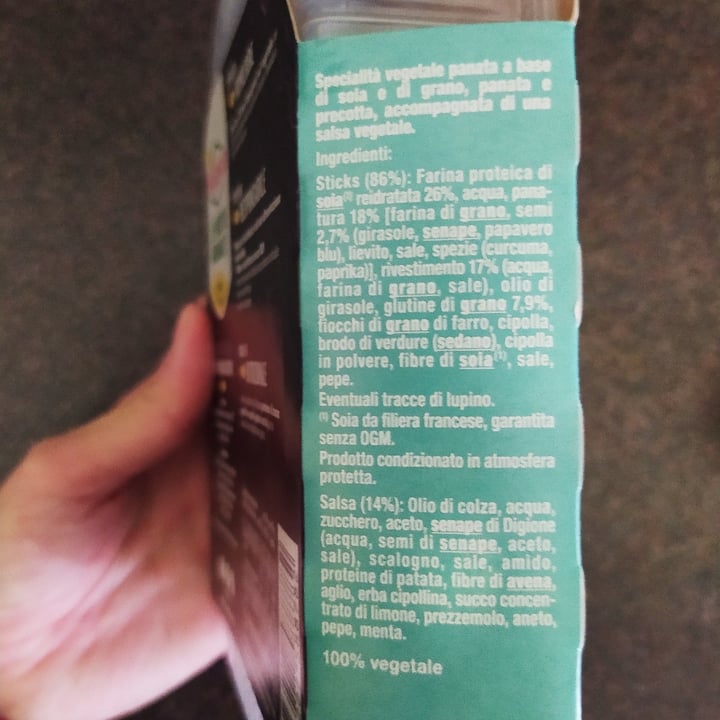 Specialità vegetale panata a base
di soia e di grano, panata e
precotta, accompagnata di una
salsa vegetale.
Ingredienti:
Sticks (86%): Farina proteica di
soia⁽¹⁾ reidratata 26%, acqua, pana-
tura 18% [farina di grano, semi
2,7% (girasole, senape, papavero
blu), lievito, sale, spezie (curcuma,
paprika)], rivestimento 17% (acqua,
farina di grano, sale), olio di
girasole, glutine di grano 7,9%,
fiocchi di grano di farro, cipolla,
brodo di verdure (sedano), cipolla
in polvere, fibre di soia⁽¹⁾, sale,
pepe.
Eventuali tracce di lupino.
⁽¹⁾ Soia da filiera francese, garantita
senza OGM.
Prodotto condizionato in atmosfera
protetta.
Salsa (14%): Olio di colza, acqua,
zucchero, aceto, senape di Digione
(acqua, semi di senape, aceto,
sale), scalogno, sale, amido,
proteine di patata, fibre di avena,
aglio, erba cipollina, succo concen-
trato di limone, prezzemolo, aneto,
pepe, menta.
100% vegetale